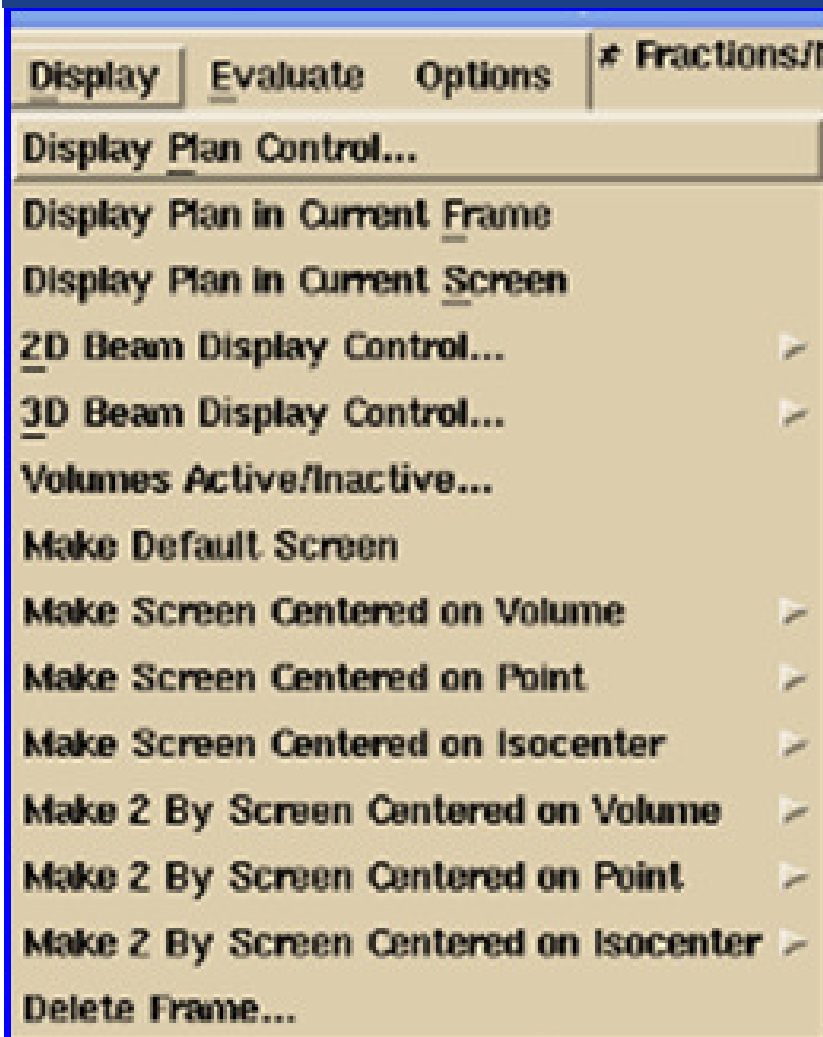 Display Evaluate Options # Fractions/
Display Plan Control...
Display Plan in Current Frame
Display Plan in Current Screen
2D Beam Display Control...
3D Beam Display Control...
Volumes Active/Inactive...
Make Default Screen
Make Screen Centered on Volume
Make Screen Centered on Point
Make Screen Centered on Isocenter
Make 2 By Screen Centered on Volume
Make 2 By Screen Centered on Point
Make 2 By Screen Centered on Isocenter
Delete Frame...